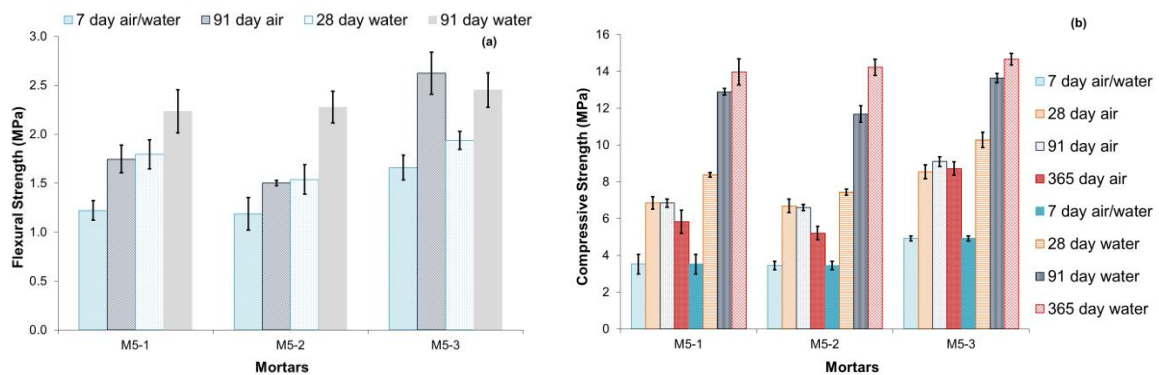 7 day air/water 91 day air 28 day water 91 day water
(a)
Flexural Strength (MPa)
3.0
2.5
2.0
1.5
1.0
0.5
0.0
M5-1 M5-2 M5-3
Mortars
(b)
Compressive Strength (MPa)
16
14
12
10
8
6
4
2
0
M5-1 M5-2 M5-3
Mortars
7 day air/water
28 day air
91 day air
365 day air
7 day air/water
28 day water
91 day water
365 day water